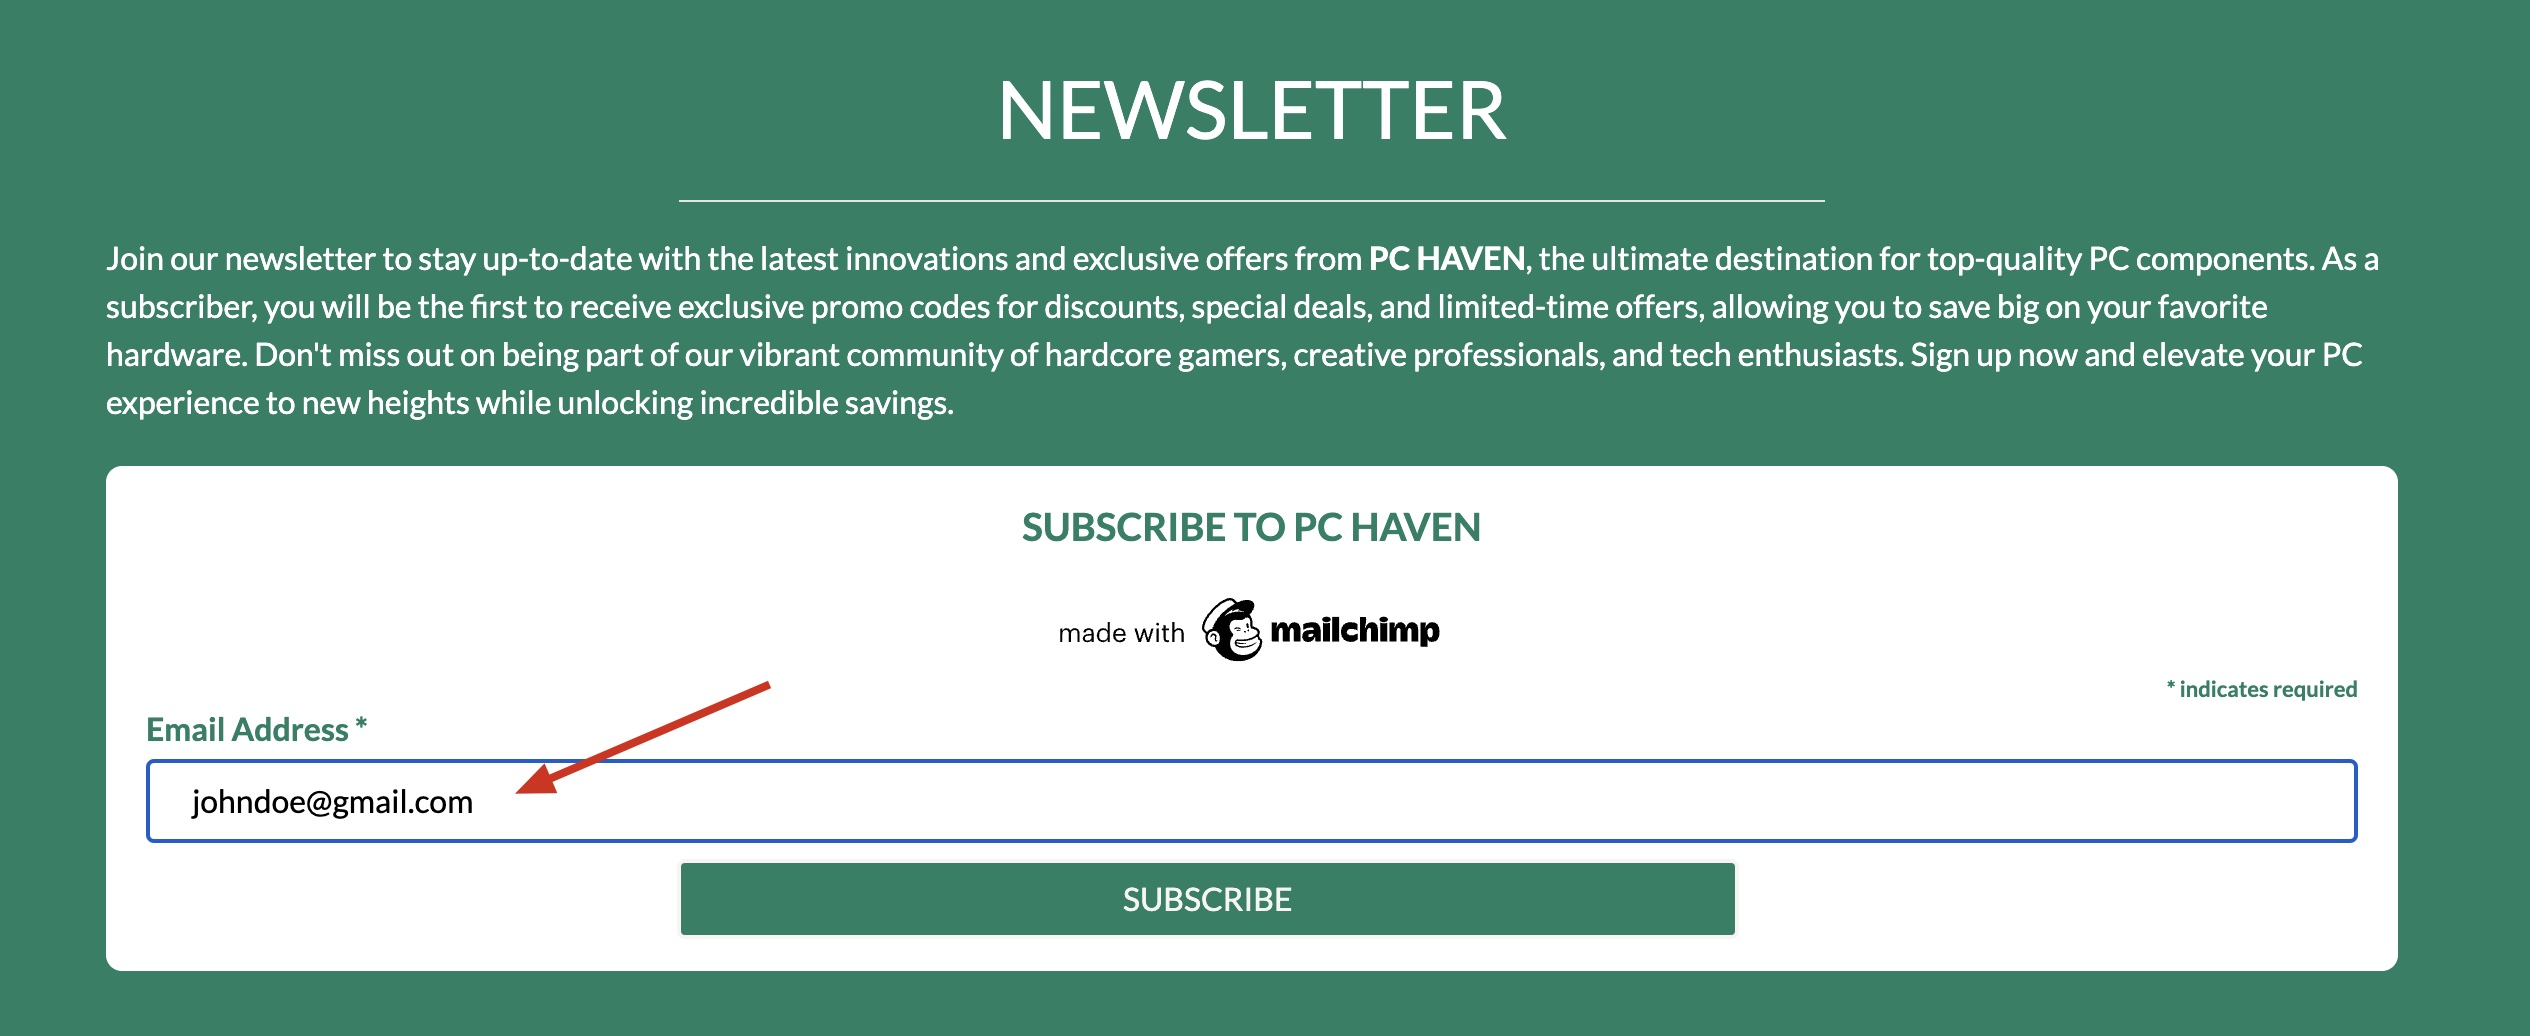 NEWSLETTER
Join our newsletter to stay up-to-date with the latest innovations and exclusive offers from PC HAVEN, the ultimate destination for top-quality PC components. As a
subscriber, you will be the first to receive exclusive promo codes for discounts, special deals, and limited-time offers, allowing you to save big on your favorite
hardware. Don't miss out on being part of our vibrant community of hardcore gamers, creative professionals, and tech enthusiasts. Sign up now and elevate your PC
experience to new heights while unlocking incredible savings.
SUBSCRIBE TO PC HAVEN
made with mailchimp
* indicates required
Email Address *
johndoe@gmail.com
SUBSCRIBE